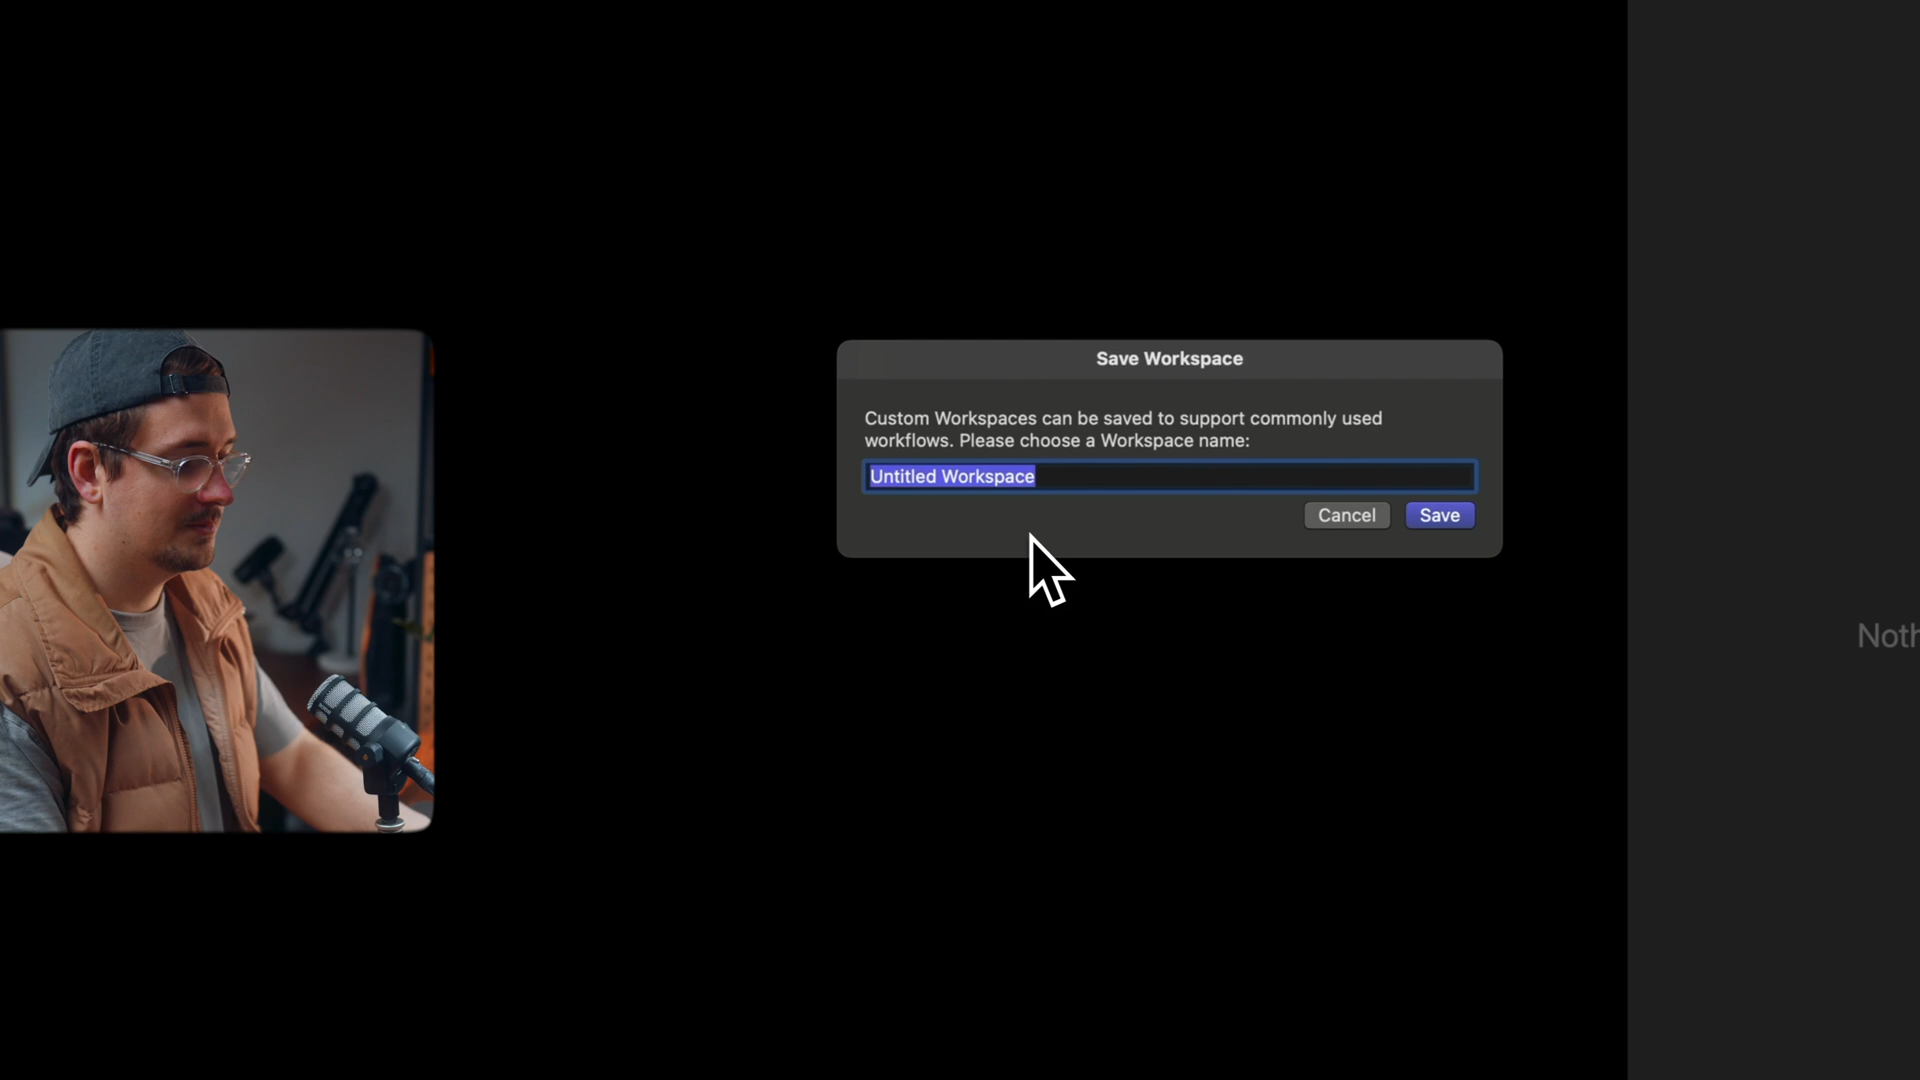 Save Workspace
Custom Workspaces can be saved to support commonly used
workflows. Please choose a Workspace name:
Untitled Workspace
Cancel Save
Noth